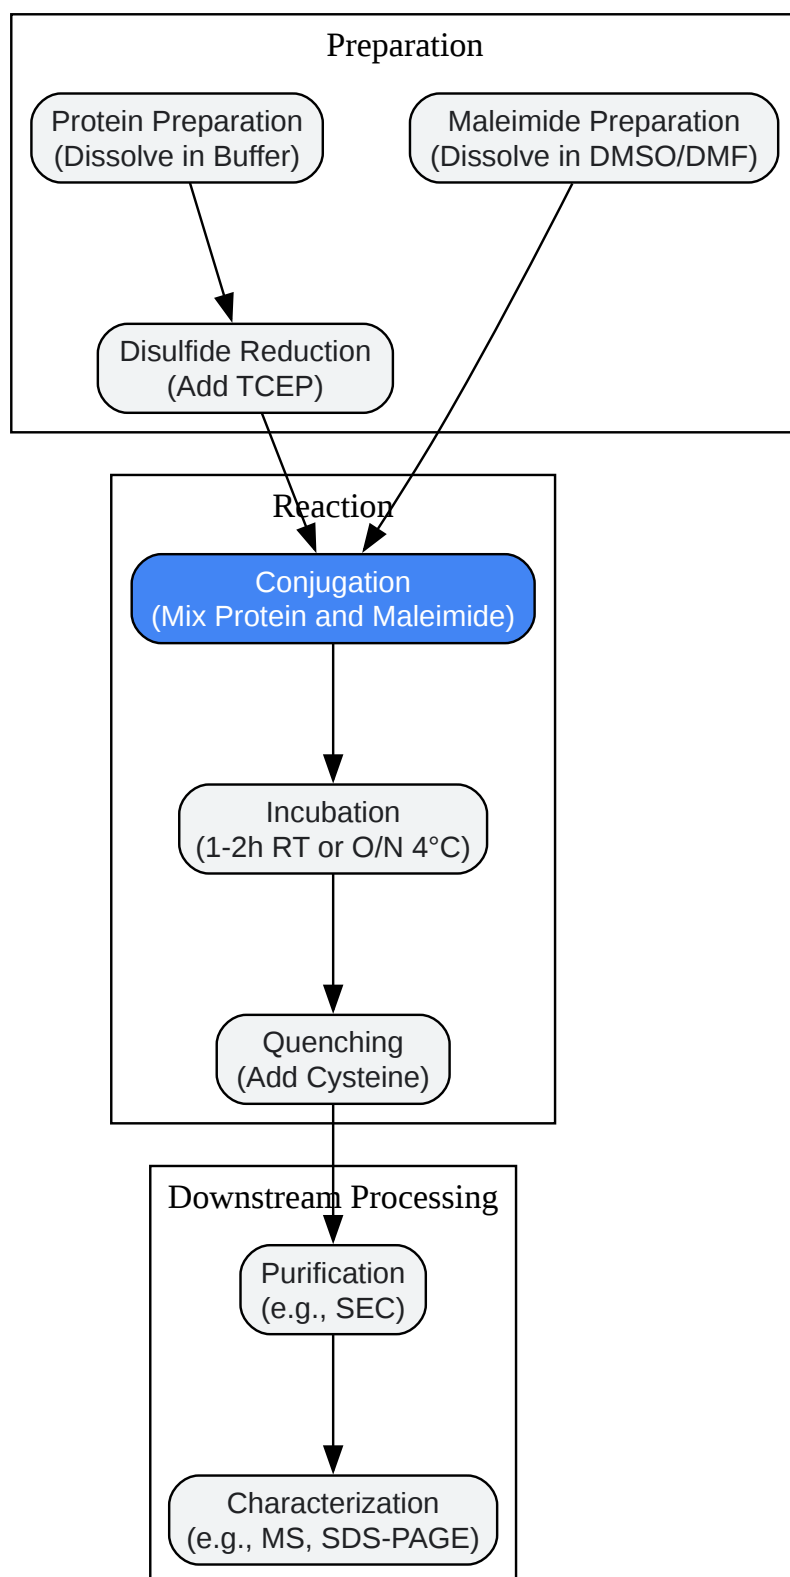 Preparation
Protein Preparation
(Dissolve in Buffer)
Maleimide Preparation
(Dissolve in DMSO/DMF)
Disulfide Reduction
(Add TCEP)
Reaction
Conjugation
(Mix Protein and Maleimide)
Incubation
(1-2h RT or O/N 4°C)
Quenching
(Add Cysteine)
Downstream Processing
Purification
(e.g., SEC)
Characterization
(e.g., MS, SDS-PAGE)